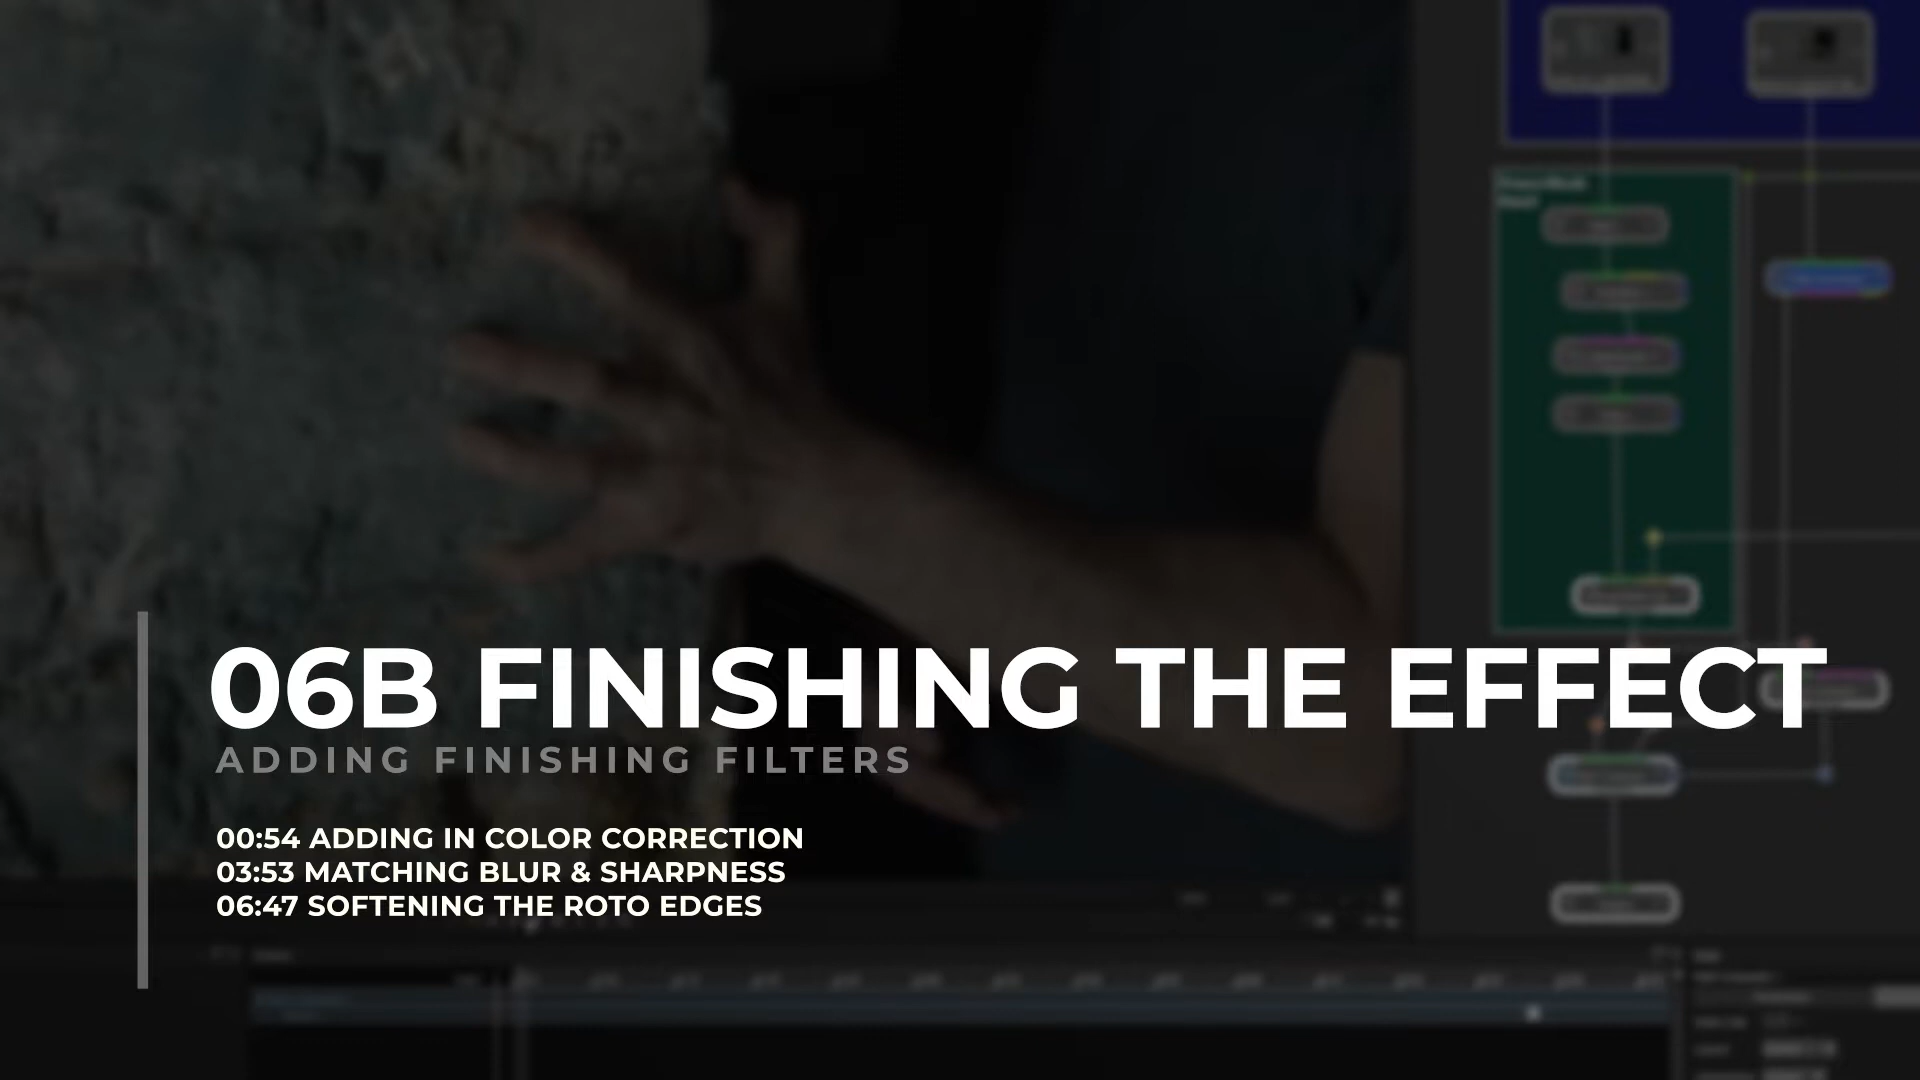 06B FINISHING THE EFFECT
ADDING FINISHING FILTERS
00:54 ADDING IN COLOR CORRECTION
03:53 MATCHING BLUR & SHARPNESS
06:47 SOFTENING THE ROTO EDGES